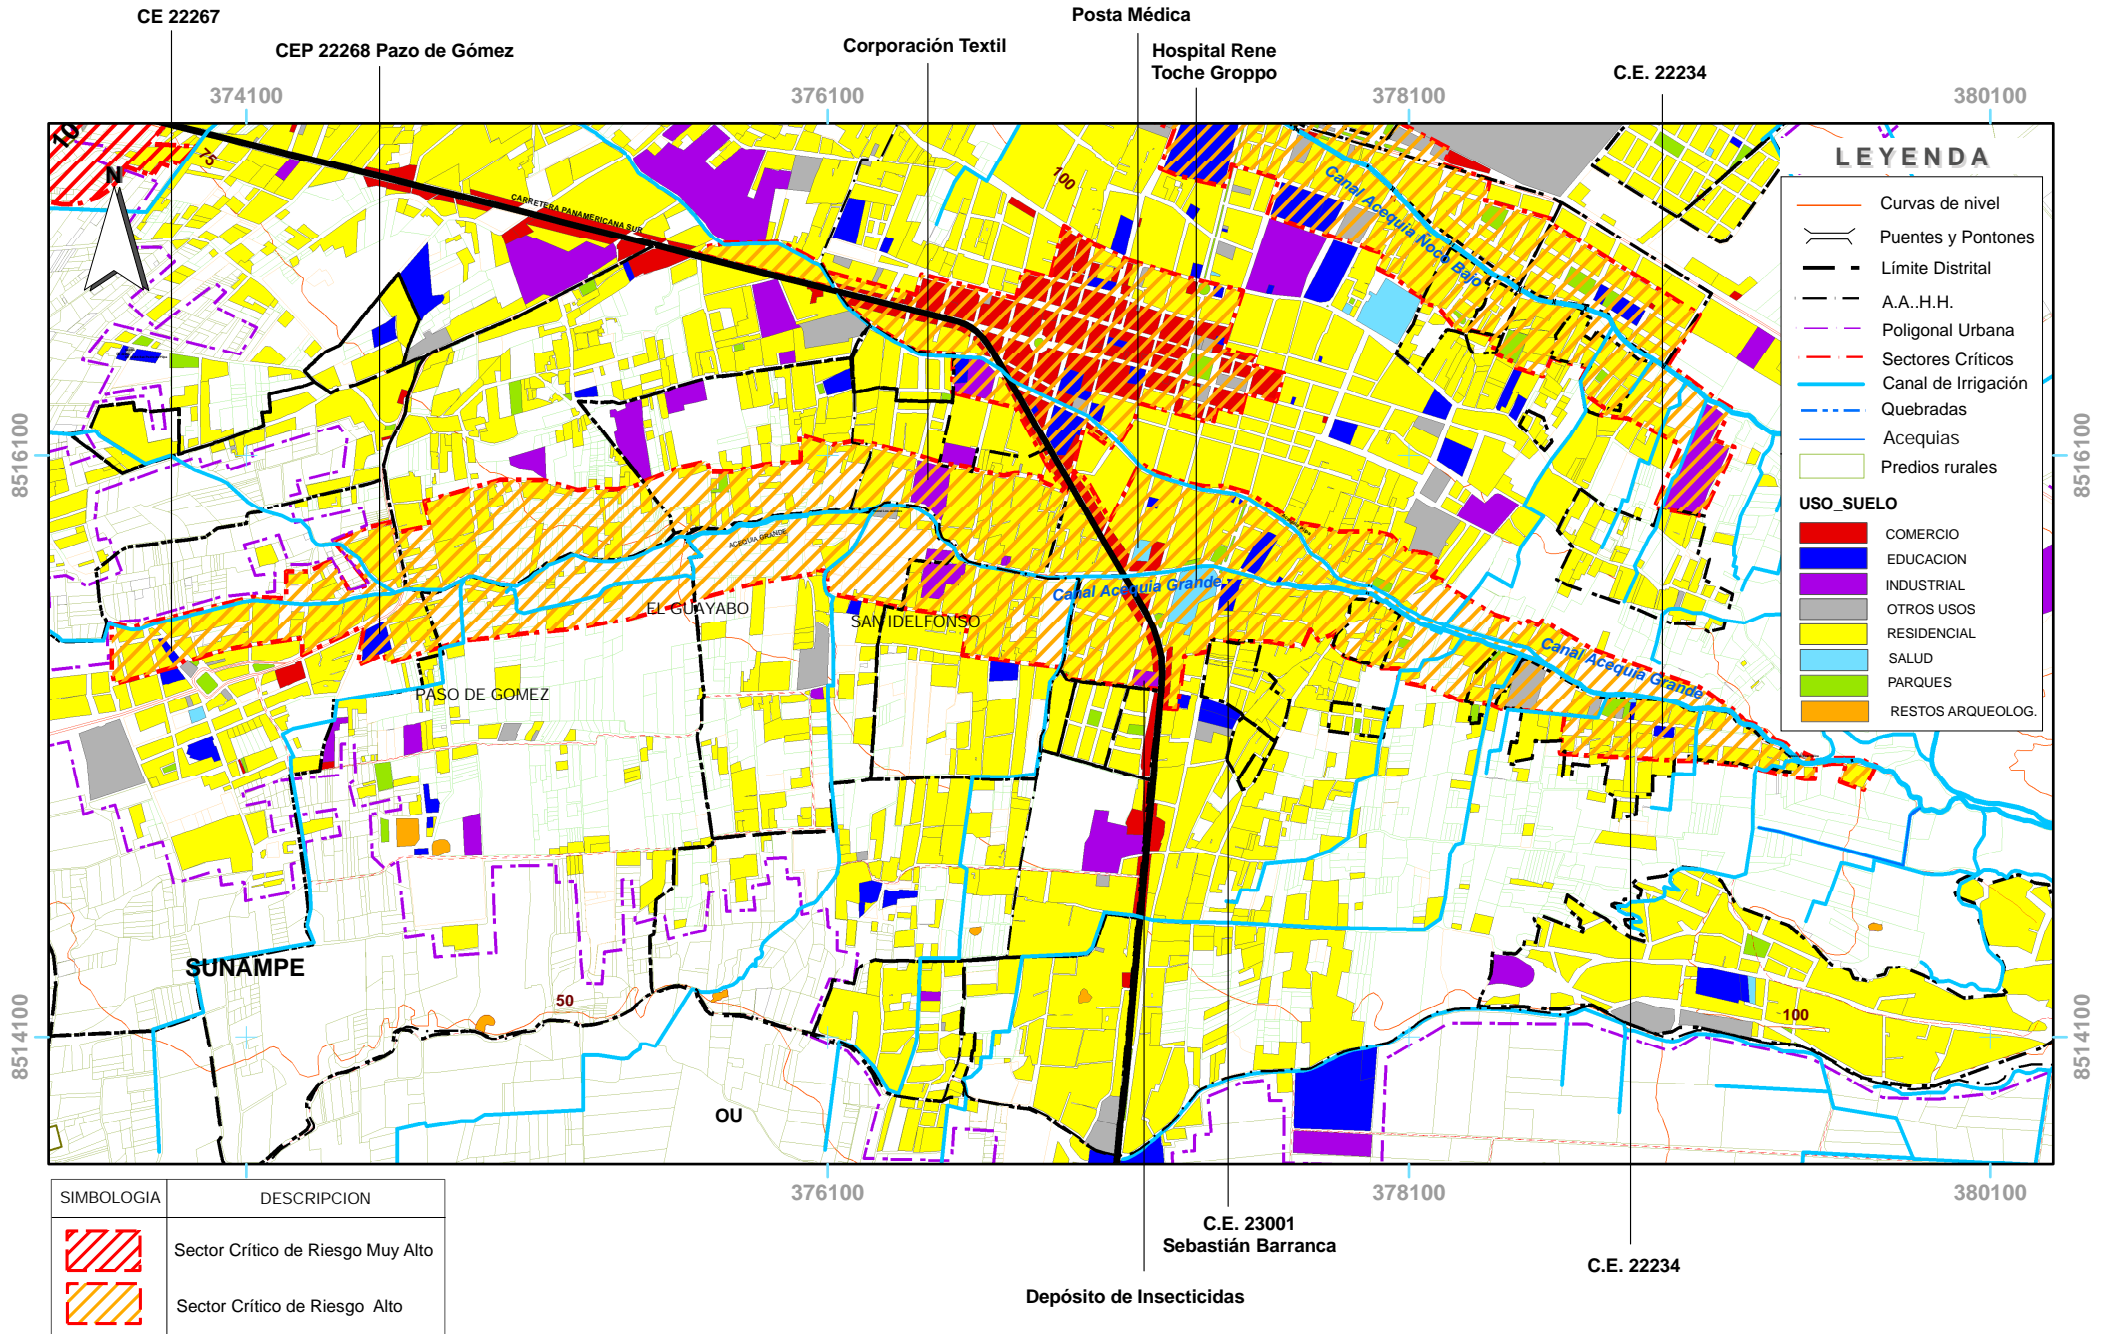 Posta Médica
CE 22267
CEP 22268 Pazo de Gómez
Corporación Textil
Hospital Rene
Toche Groppo
C.E. 22234
374100
376100
378100
380100
10
75
N
CARRETERA PANAMERICANA SUR
100
Canal Acequia Noco Bajo
LEYENDA
Curvas de nivel
Puentes y Pontones
Límite Distrital
A.A..H.H.
Poligonal Urbana
Sectores Críticos
Canal de Irrigación
Quebradas
Acequias
Predios rurales
USO_SUELO
COMERCIO
EDUCACION
INDUSTRIAL
OTROS USOS
RESIDENCIAL
SALUD
PARQUES
RESTOS ARQUEOLOG.
8516100
8516100
ACEQUIA GRANDE
Canal Acequia Grande
EL GUAYABO
SAN IDELFONSO
Canal Acequia Grande
PASO DE GOMEZ
SUNAMPE
50
100
8514100
8514100
OU
376100
378100
380100
SIMBOLOGIA
DESCRIPCION
Sector Crítico de Riesgo Muy Alto
Sector Crítico de Riesgo Alto
C.E. 23001
Sebastián Barranca
C.E. 22234
Depósito de Insecticidas